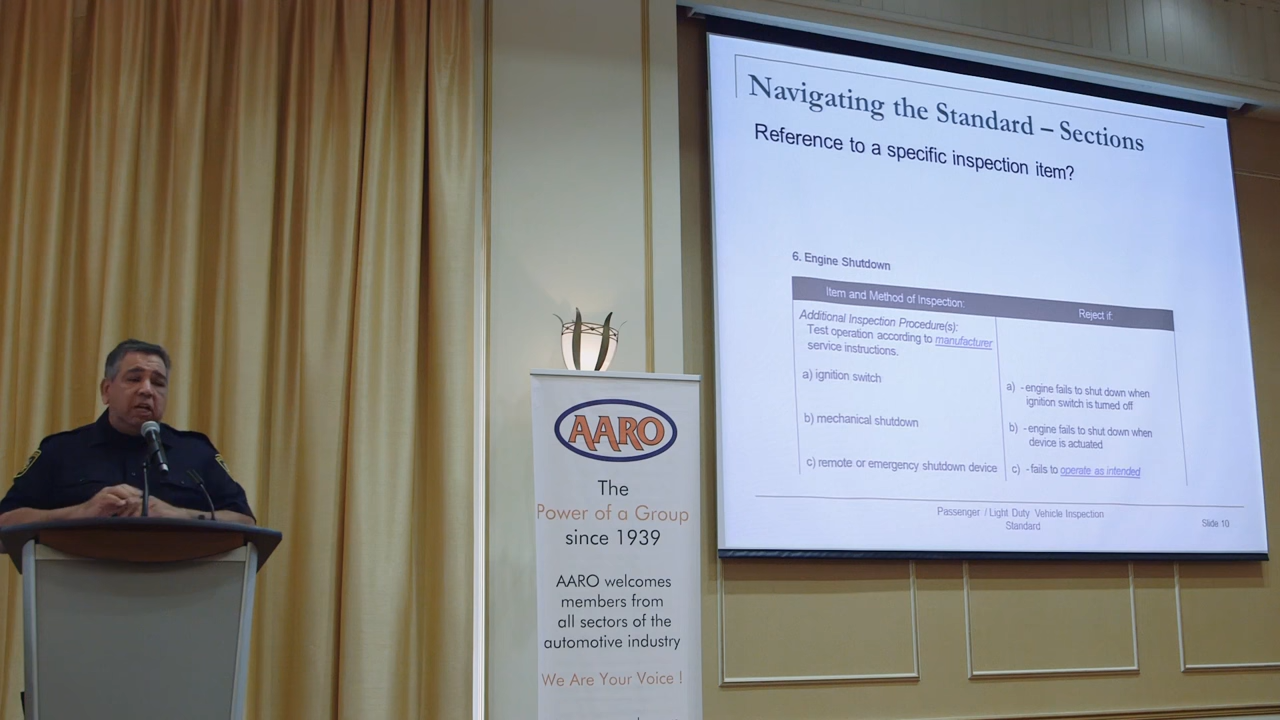 Navigating the Standard – Sections
Reference to a specific inspection item?
6. Engine Shutdown
Item and Method of Inspection:
Reject if:
Additional Inspection Procedure(s):
Test operation according to manufacturer
service instructions.
a) ignition switch
a) - engine fails to shut down when
ignition switch is turned off
b) mechanical shutdown
b) - engine fails to shut down when
device is actuated
c) remote or emergency shutdown device
c) - fails to operate as intended
Passenger / Light Duty Vehicle Inspection
Standard
Slide 10
AARO
The
Power of a Group
since 1939
AARO welcomes
members from
all sectors of the
automotive industry
We Are Your Voice !